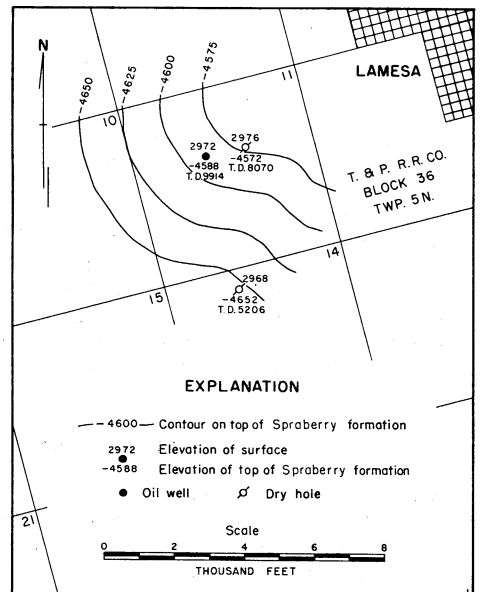 N
-4650
-4625
-4600
-4575
11
LAMESA
10
2972
-4588
T.D.9914
2976
-4572
T.D.8070
T. & P. R.R. CO.
BLOCK 36
TWP. 5 N.
14
15
2968
-4652
T.D.5206
EXPLANATION
-4600 Contour on top of Spraberry formation
2972 Elevation of surface
-4588 Elevation of top of Spraberry formation
Oil well Dry hole
21
Scale
0 2 4 6 8
THOUSAND FEET